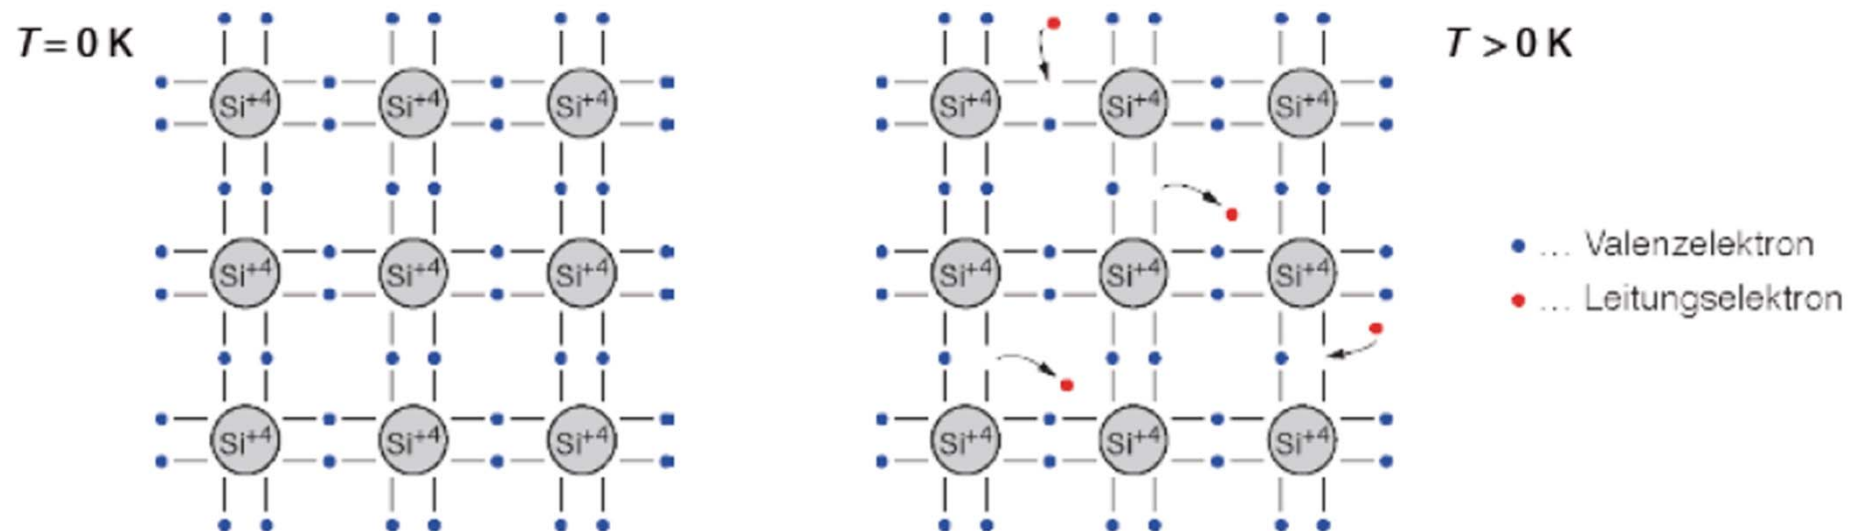 T = 0 K
T > 0 K
Si+4 Si+4 Si+4 Si+4 Si+4 Si+4
Si+4 Si+4 Si+4 Si+4 Si+4 Si+4
... Valenzelektron
... Leitungselektron
Si+4 Si+4 Si+4 Si+4 Si+4 Si+4